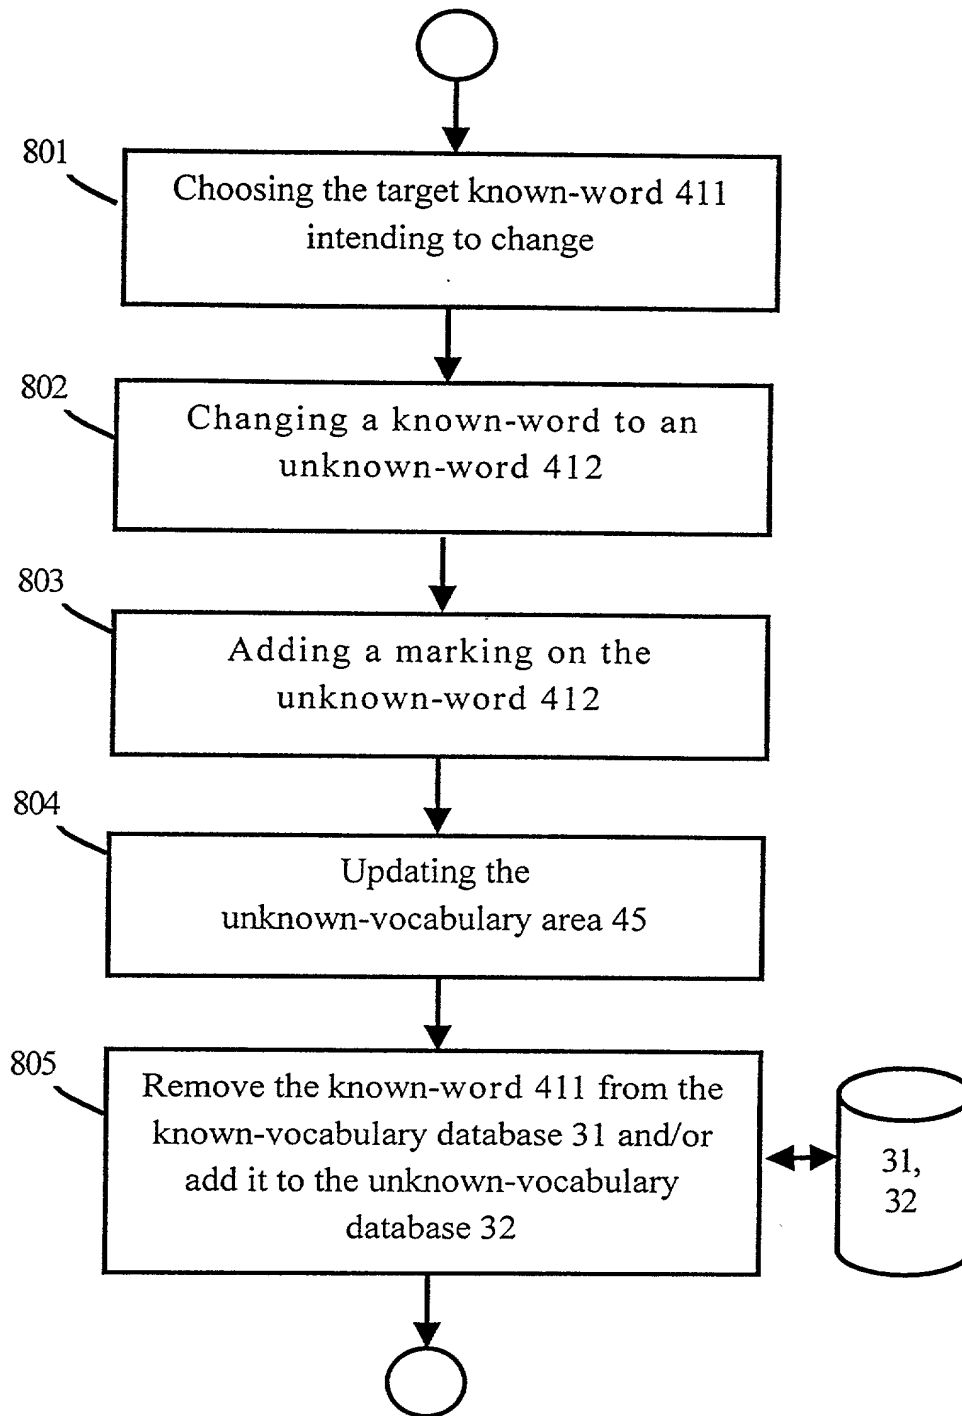 801
Choosing the target known-word 411
intending to change
802
Changing a known-word to an
unknown-word 412
803
Adding a marking on the
unknown-word 412
804
Updating the
unknown-vocabulary area 45
805
Remove the known-word 411 from the
known-vocabulary database 31 and/or
add it to the unknown-vocabulary
database 32
31,
32